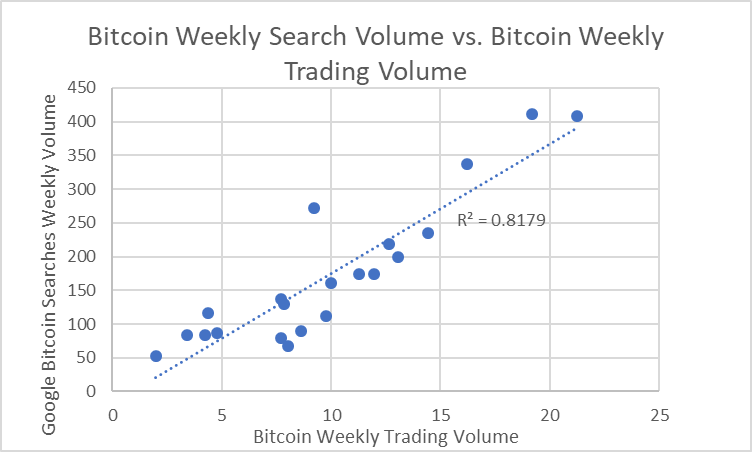 Bitcoin Weekly Search Volume vs. Bitcoin Weekly
Trading Volume
Google Bitcoin Searches Weekly Volume
450
400
350
300
250
200
150
100
50
0
R² = 0.8179
0 5 10 15 20 25
Bitcoin Weekly Trading Volume